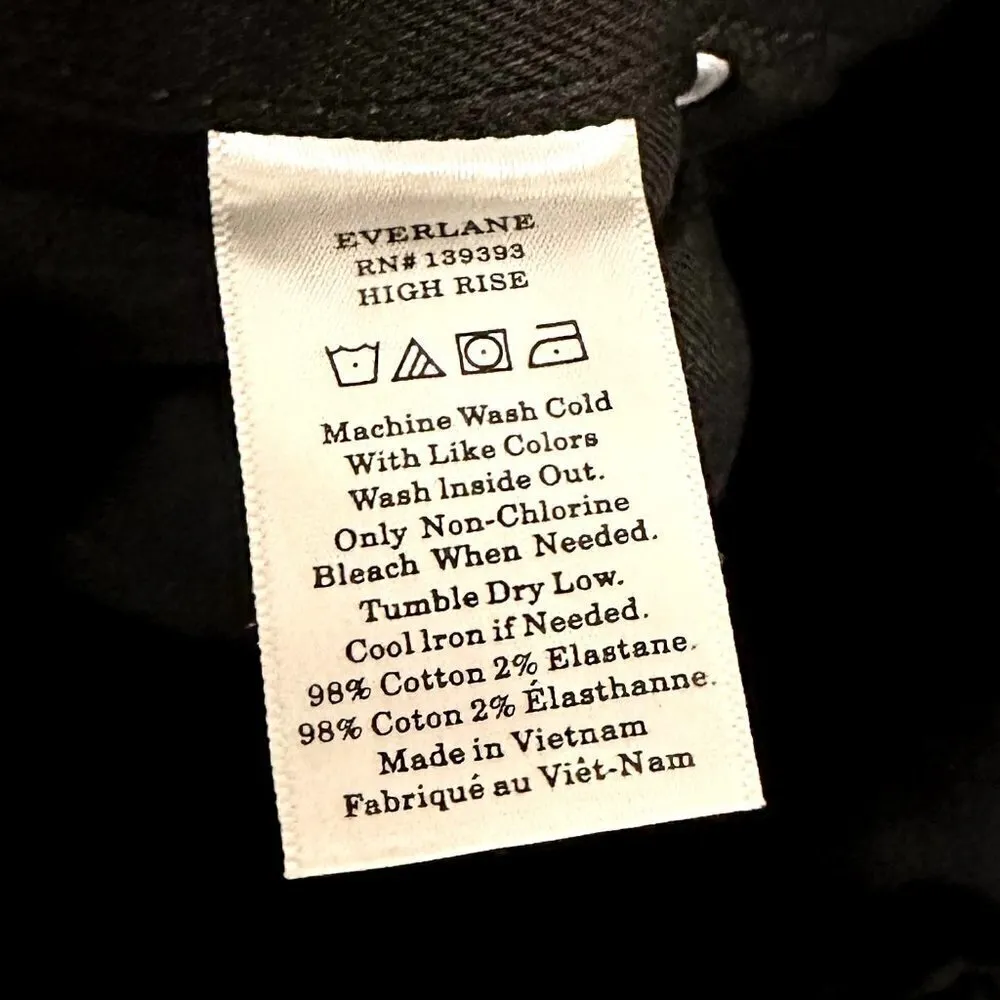 EVERLANE
RN# 139393
HIGH RISE
Machine Wash Cold
With Like Colors
Wash Inside Out.
Only Non-Chlorine
Bleach When Needed.
Tumble Dry Low.
Cool Iron if Needed.
98% Cotton 2% Elastane.
98% Coton 2% Élasthanne.
Made in Vietnam
Fabriqué au Viêt-Nam